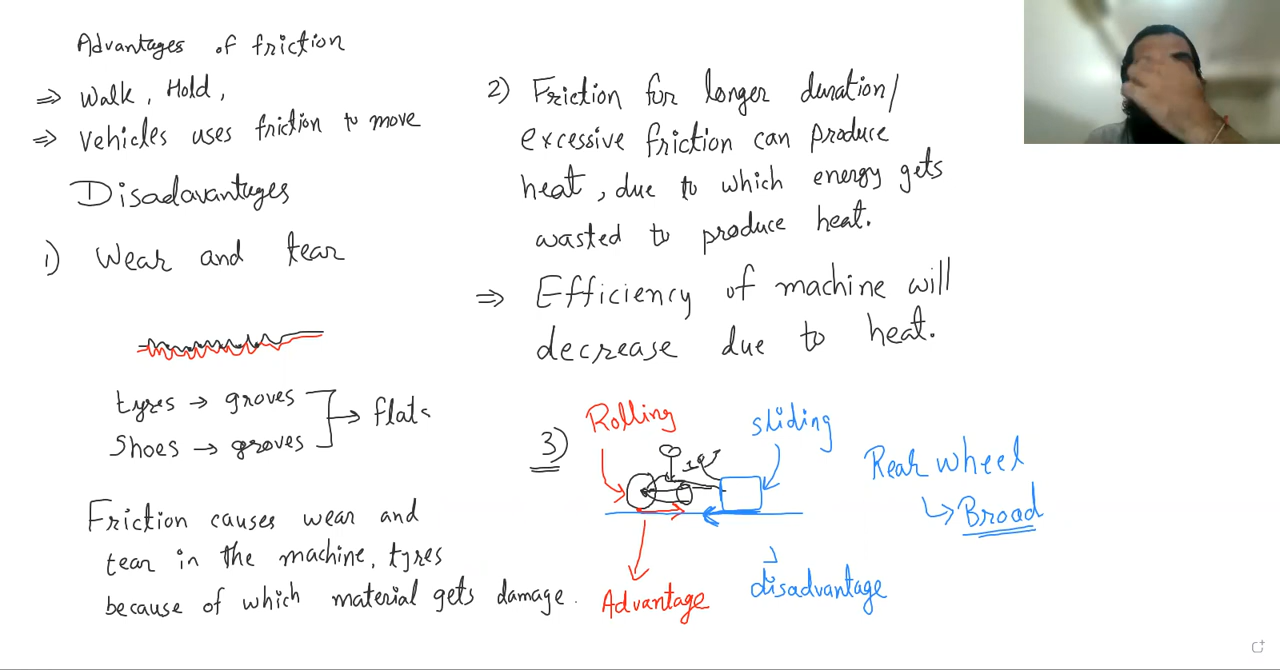 Advantages of friction
⇒ Walk, Hold,
⇒ Vehicles uses friction to move
Disadavantuges
1) Wear and tear
tyres → groves
Shoes → groves
→ flats
Friction causes wear and
tear in the machine, tyres
because of which material gets damage.
2) Friction for longer duration/
excessive friction can produce
heat, due to which energy gets
wasted to produce heat.
⇒ Efficiency of machine will
decrease due to heat.
3)
Rolling
sliding
Advantage
disadvantage
Rear wheel
↳ Broad